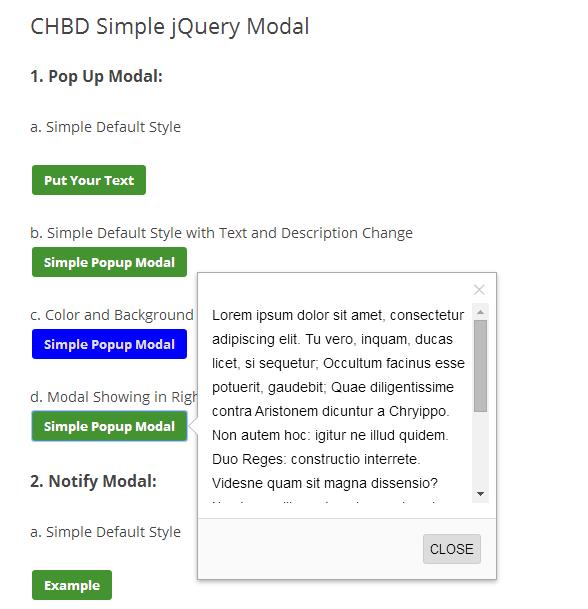 CHBD Simple jQuery Modal
1. Pop Up Modal:
a. Simple Default Style
Put Your Text
b. Simple Default Style with Text and Description Change
Simple Popup Modal
c. Color and Background
Simple Popup Modal
d. Modal Showing in Righ
Simple Popup Modal
×
Lorem ipsum dolor sit amet, consectetur
adipiscing elit. Tu vero, inquam, ducas
licet, si sequetur; Occultum facinus esse
potuerit, gaudebit; Quae diligentissime
contra Aristonem dicuntur a Chryippo.
Non autem hoc: igitur ne illud quidem.
Duo Reges: constructio interrete.
Videsne quam sit magna dissensio?
CLOSE
2. Notify Modal:
a. Simple Default Style
Example